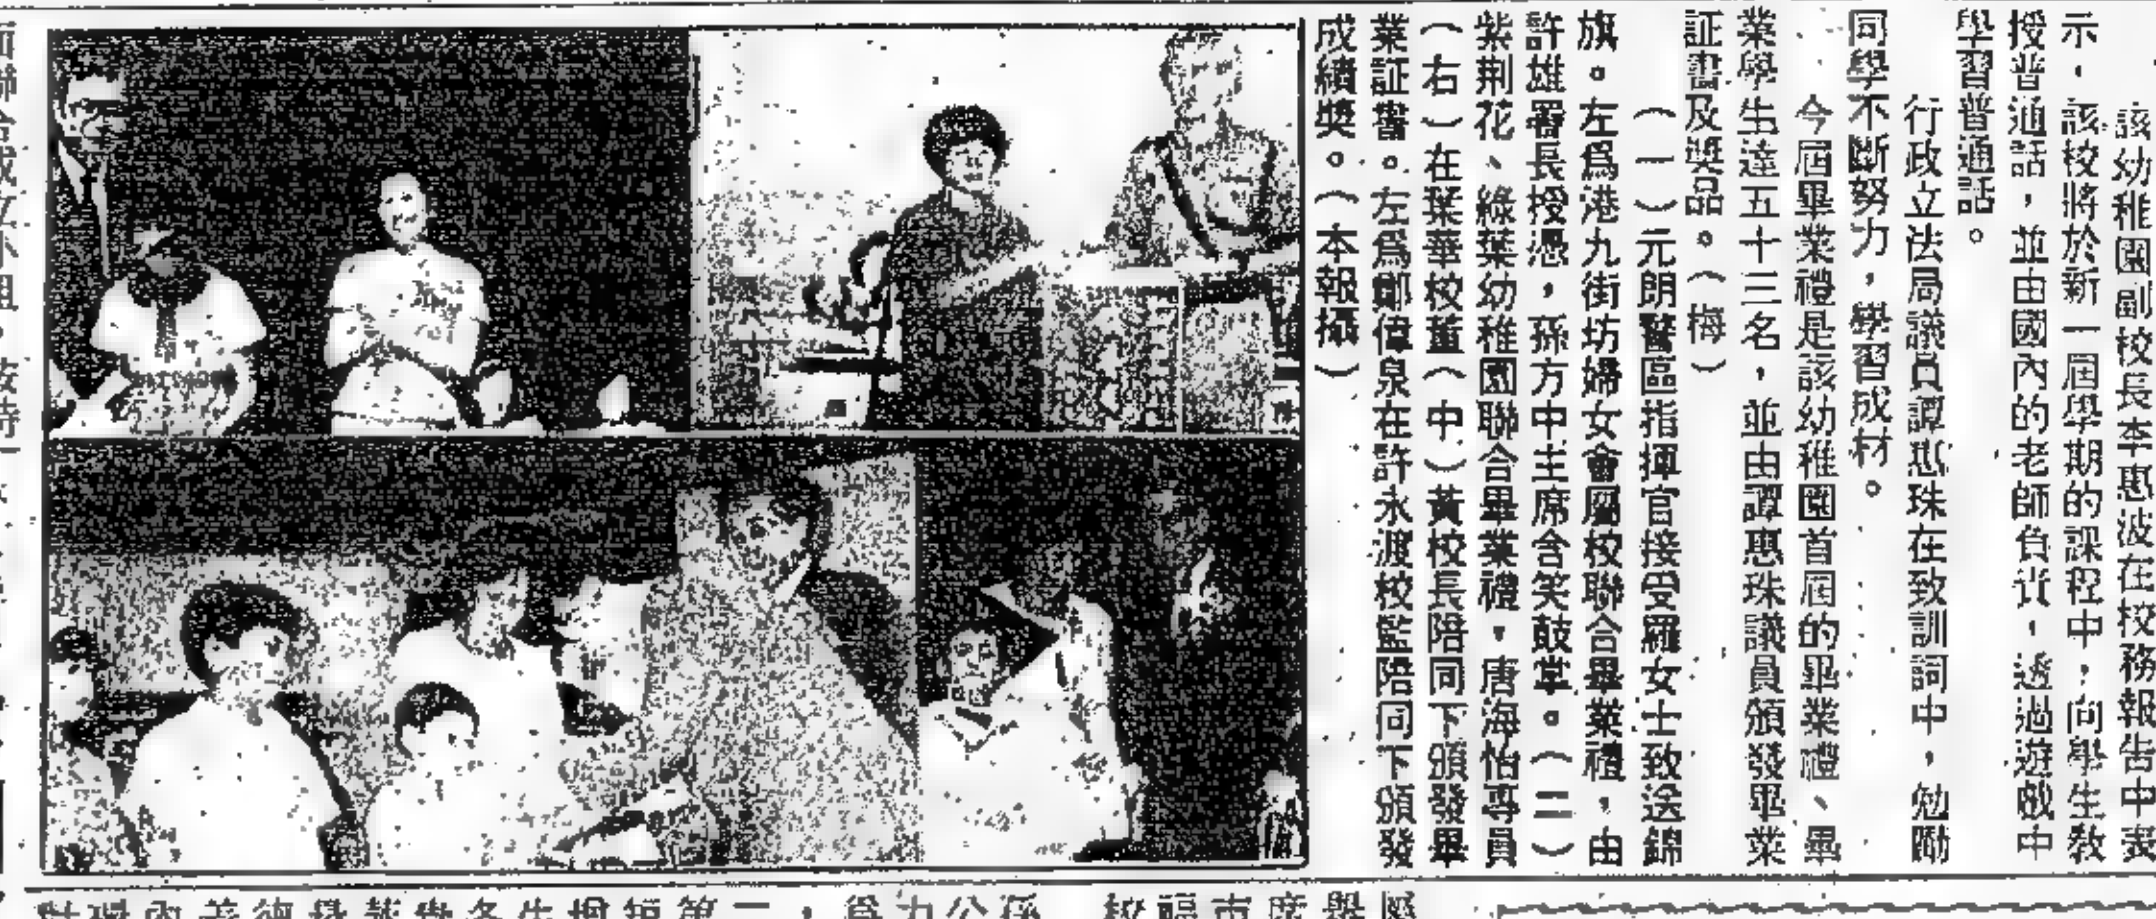 該幼稚園副校長本惠波在校務報告中表
示,該校將於新一屆學期的課程中,向學生教
授普通話,並由國內的老師負責,透過遊戲中
學習普通話。
行政立法局議員譚惠珠在致訓詞中,勉勵
同學不斷努力,學習成材。
今屆畢業禮是該幼稚園首屆的畢業禮、畢
業學生達五十三名,並由譚惠珠議員頒發畢業
証書及獎品。(梅)
(一)元朗警區指揮官接受羅女士致送錦
旗。左為港九街坊婦女會屬校聯合畢業禮,由
許雄署長授憑,孫方中主席含笑鼓掌。(二)
紫荆花、綠葉幼稚園聯合畢業禮,唐海怡專員
(右)在葉華校董(中)黃校長陪同下頒發畢
業証書。左為鄭偉泉在許永渡校監陪同下頒發
成績獎。(本報攝)